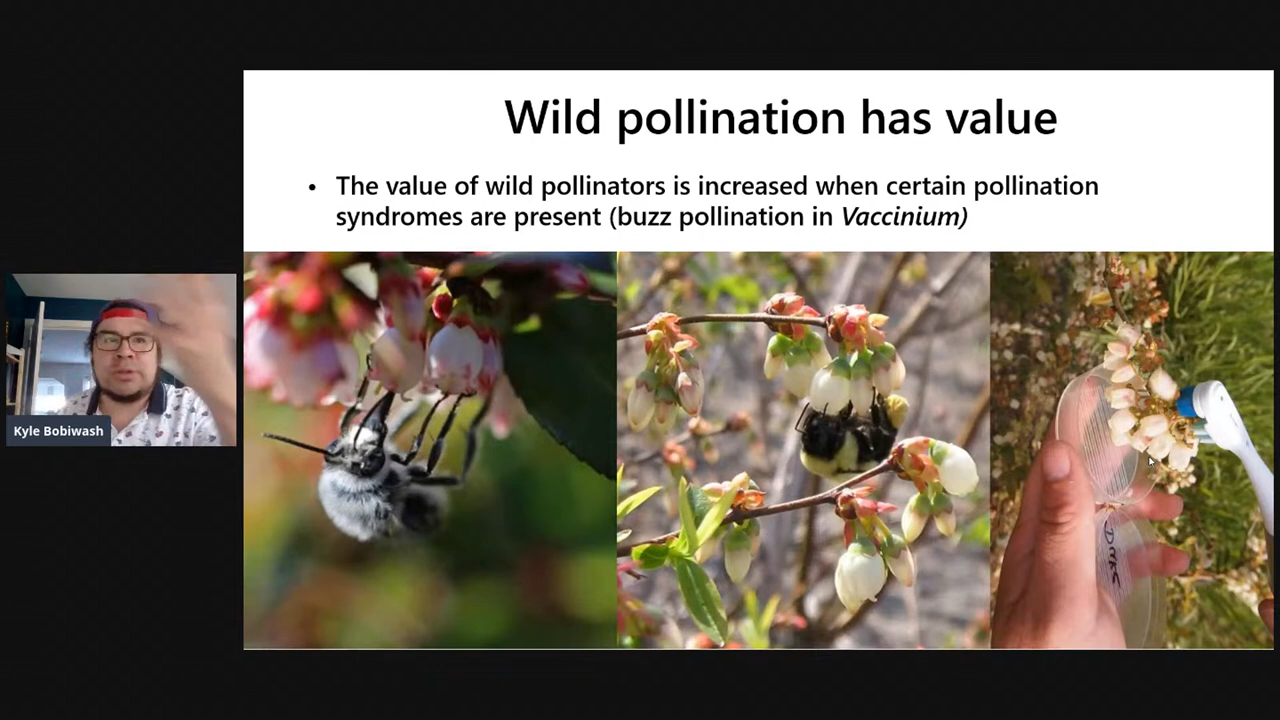 Wild pollination has value
• The value of wild pollinators is increased when certain pollination
syndromes are present (buzz pollination in Vaccinium)
Kyle Bobiwash